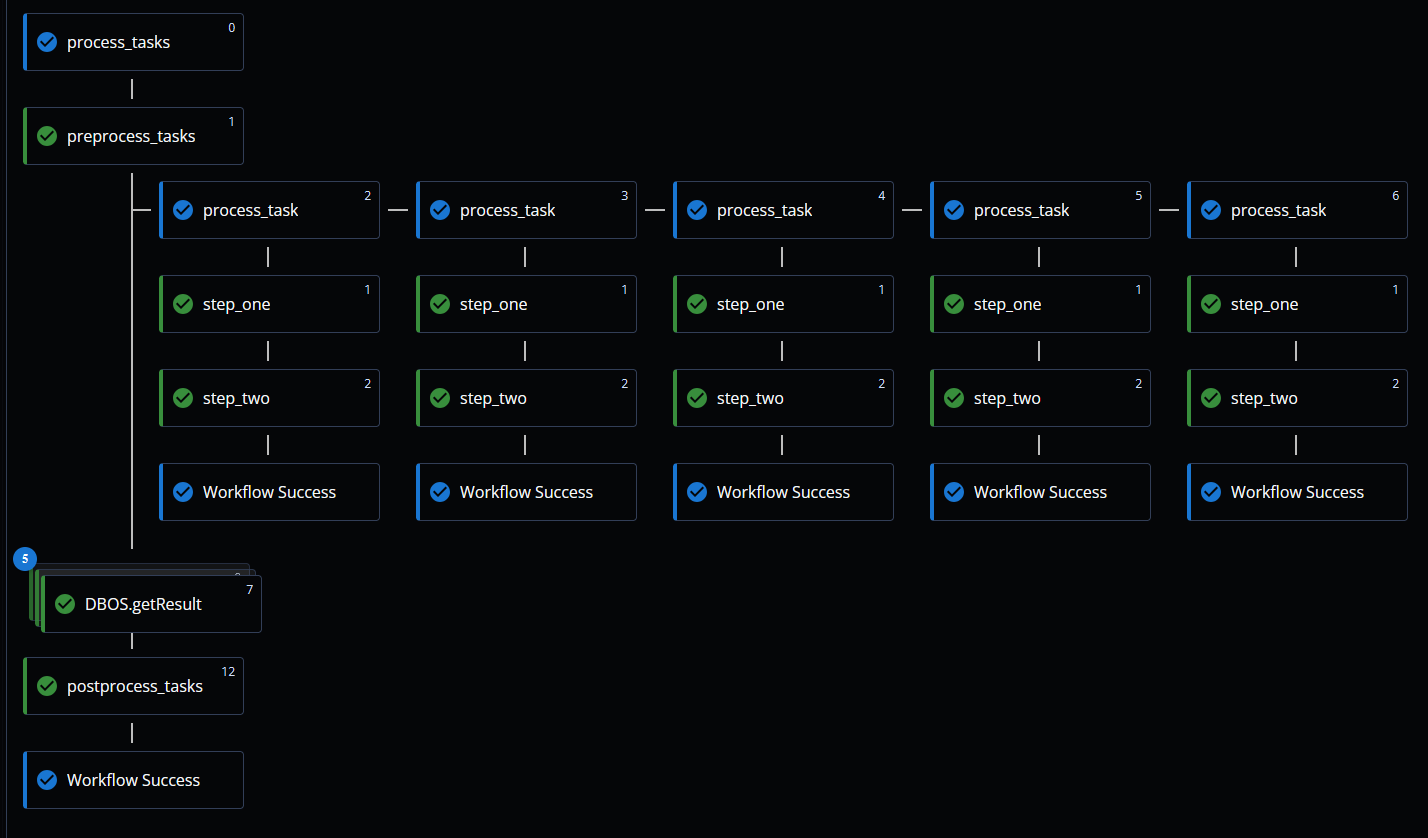 process_tasks 0
preprocess_tasks 1
process_task 2 process_task 3 process_task 4 process_task 5 process_task 6
step_one 1 step_one 1 step_one 1 step_one 1 step_one 1
step_two 2 step_two 2 step_two 2 step_two 2 step_two 2
Workflow Success Workflow Success Workflow Success Workflow Success Workflow Success
5
DBOS.getResult 7
postprocess_tasks 12
Workflow Success